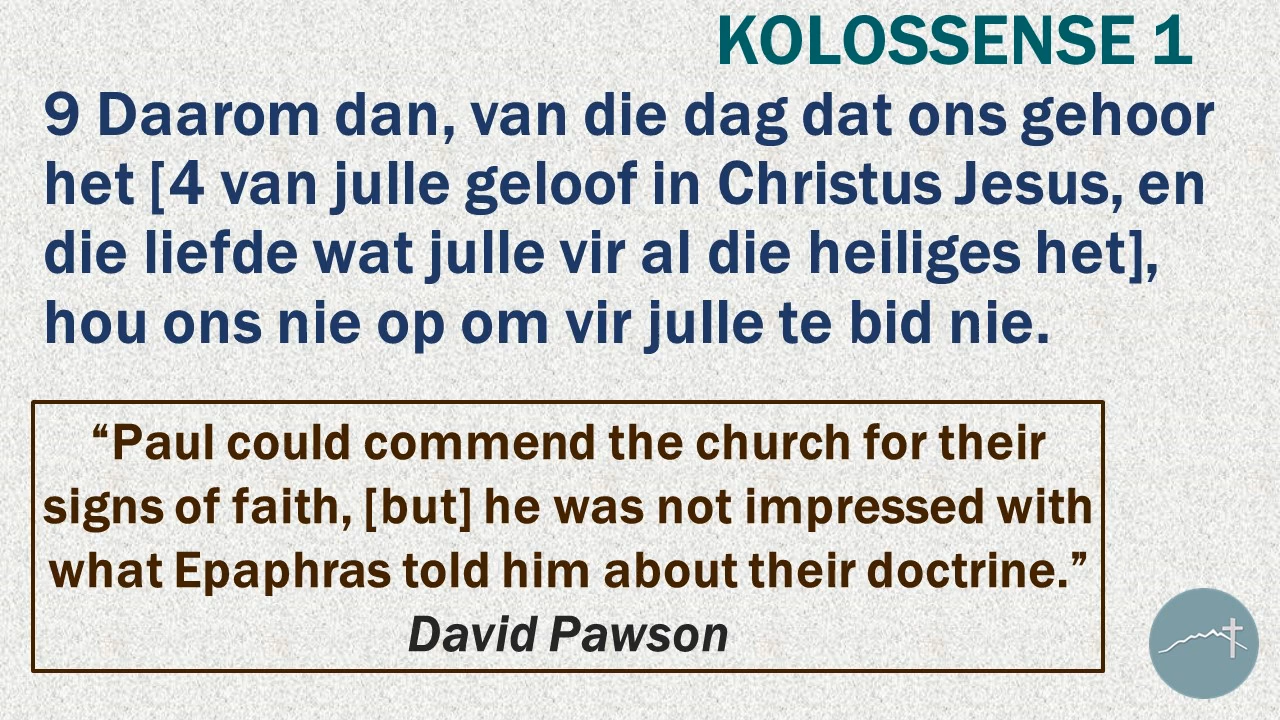 KOLOSSENSE 1
9 Daarom dan, van die dag dat ons gehoor
het [4 van julle geloof in Christus Jesus, en
die liefde wat julle vir al die heiliges het],
hou ons nie op om vir julle te bid nie.
“Paul could commend the church for their
signs of faith, [but] he was not impressed with
what Epaphras told him about their doctrine.”
David Pawson